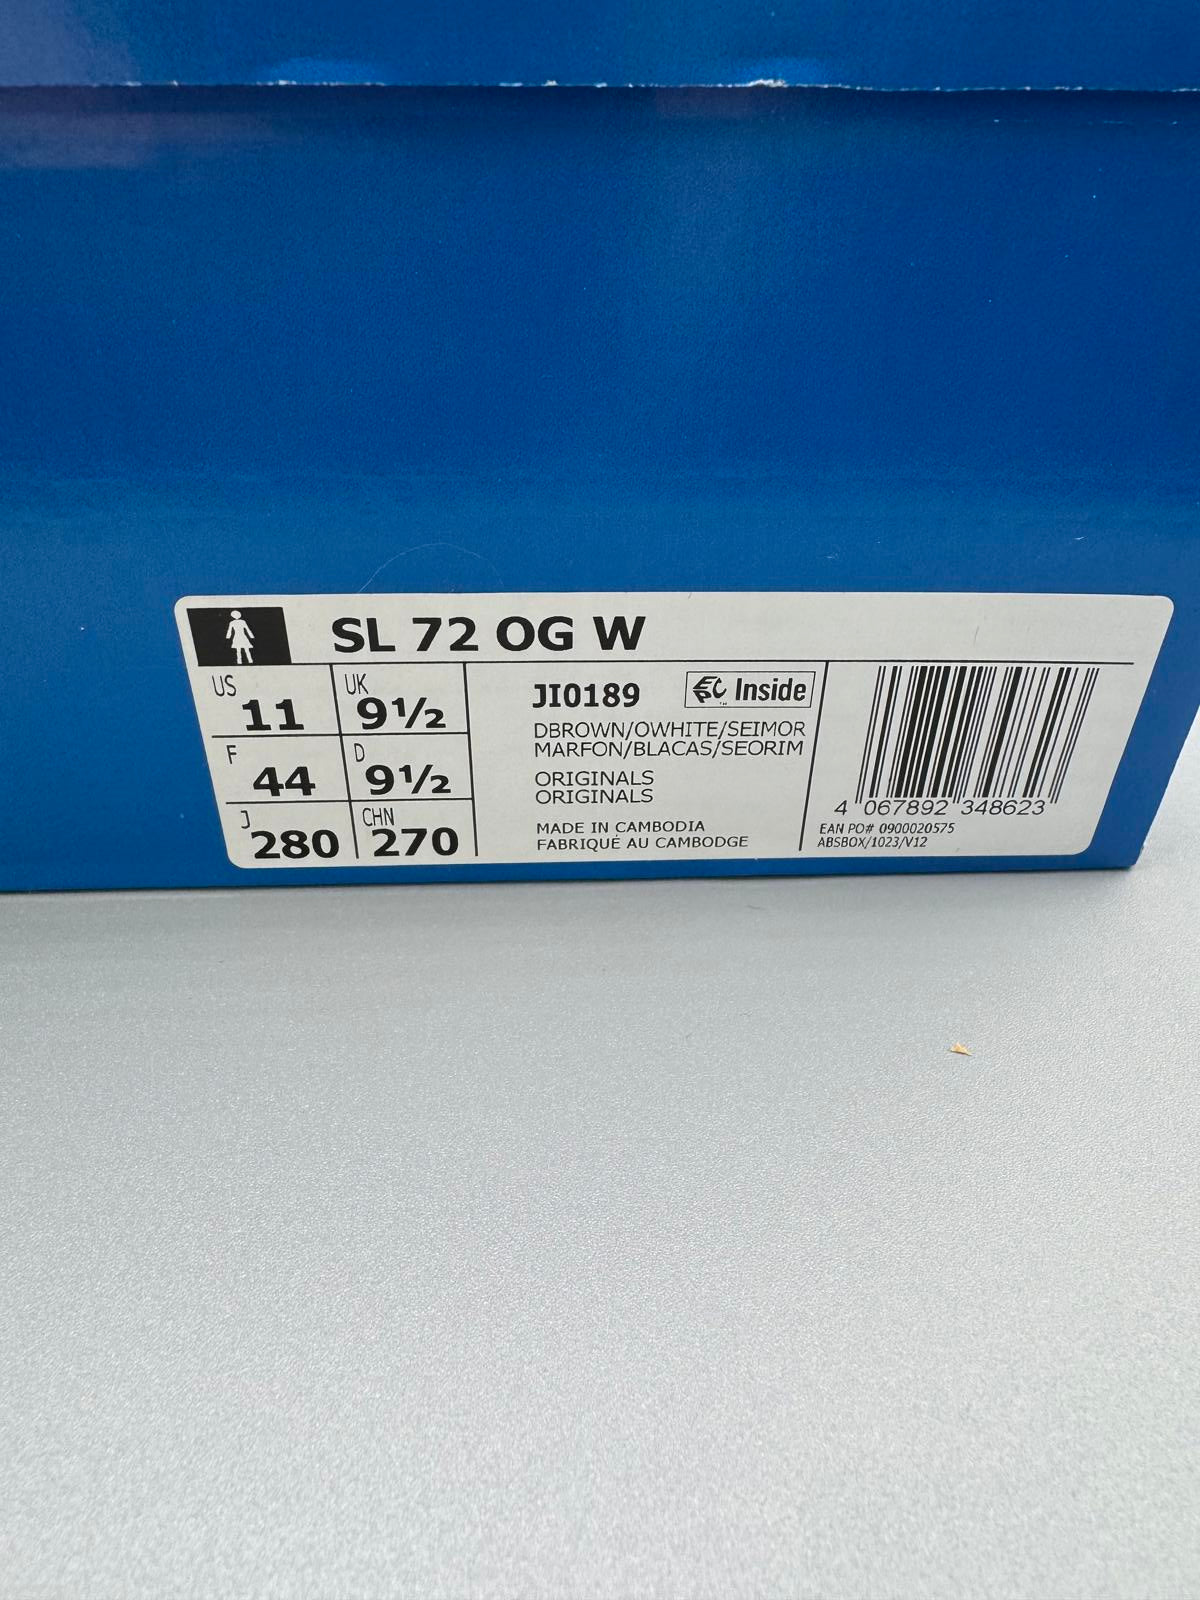 SL 72 OG W
US 11
UK 9½
F 44
D 9½
J 280
CHN 270
JI0189
EPC Inside
DBROWN/OWHITE/SEIMOR
MARFON/BLACAS/SEORIM
ORIGINALS
ORIGINALS
MADE IN CAMBODIA
FABRIQUÉ AU CAMBODGE
4 067892 348623
EAN PO# 0900020575
ABSBOX/1023/V12